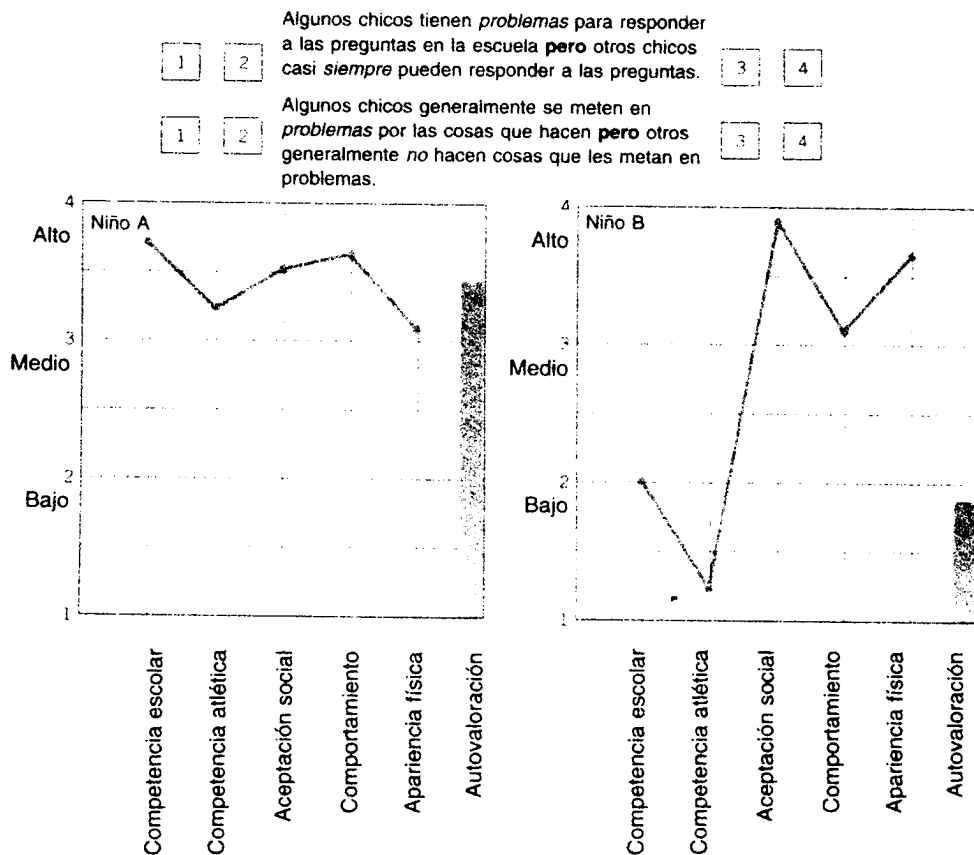 Algunos chicos tienen problemas para responder
a las preguntas en la escuela pero otros chicos
casi siempre pueden responder a las preguntas.
1 2 3 4
Algunos chicos generalmente se meten en
problemas por las cosas que hacen pero otros
generalmente no hacen cosas que les metan en
problemas.
1 2 3 4
Niño A
4
Alto
3
Medio
2
Bajo
1
Competencia escolar
Competencia atlética
Aceptación social
Comportamiento
Apariencia física
Autovaloración
Niño B
4
Alto
3
Medio
2
Bajo
1
Competencia escolar
Competencia atlética
Aceptación social
Comportamiento
Apariencia física
Autovaloración